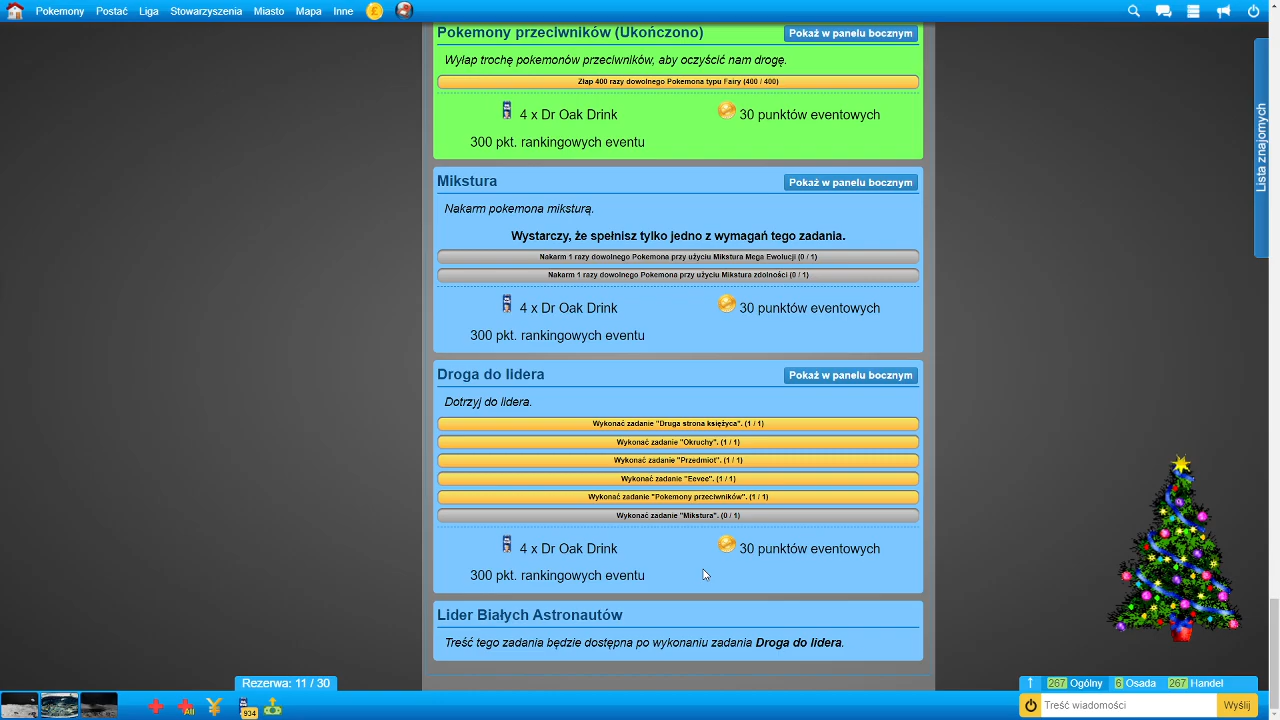 Pokemony Postać Liga Stowarzyszenia Miasto Mapa Inne
Pokemony przeciwników (Ukończono)
Pokaż w panelu bocznym
Wyłap trochę pokemonów przeciwników, aby oczyścić nam drogę.
Złap 400 razy dowolnego Pokemona typu Fairy (400 / 400)
4 x Dr Oak Drink
30 punktów eventowych
300 pkt. rankingowych eventu
Lista znajomych
Mikstura
Pokaż w panelu bocznym
Nakarm pokemona miksturą.
Wystarczy, że spełnisz tylko jedno z wymagań tego zadania.
Nakarm 1 razy dowolnego Pokemona przy użyciu Mikstura Mega Ewolucji (0 / 1)
Nakarm 1 razy dowolnego Pokemona przy użyciu Mikstura zdolności (0 / 1)
4 x Dr Oak Drink
30 punktów eventowych
300 pkt. rankingowych eventu
Droga do lidera
Pokaż w panelu bocznym
Dotrzyj do lidera.
Wykonać zadanie "Druga strona księżyca". (1 / 1)
Wykonać zadanie "Okruchy". (1 / 1)
Wykonać zadanie "Przedmiot". (1 / 1)
Wykonać zadanie "Eevee". (1 / 1)
Wykonać zadanie "Pokemony przeciwników". (1 / 1)
Wykonać zadanie "Mikstura". (0 / 1)
4 x Dr Oak Drink
30 punktów eventowych
300 pkt. rankingowych eventu
Lider Białych Astronautów
Treść tego zadania będzie dostępna po wykonaniu zadania Droga do lidera.
Rezerwa: 11 / 30
267 Ogólny 6 Osada 267 Handel
All
934
Treść wiadomości
Wyślij